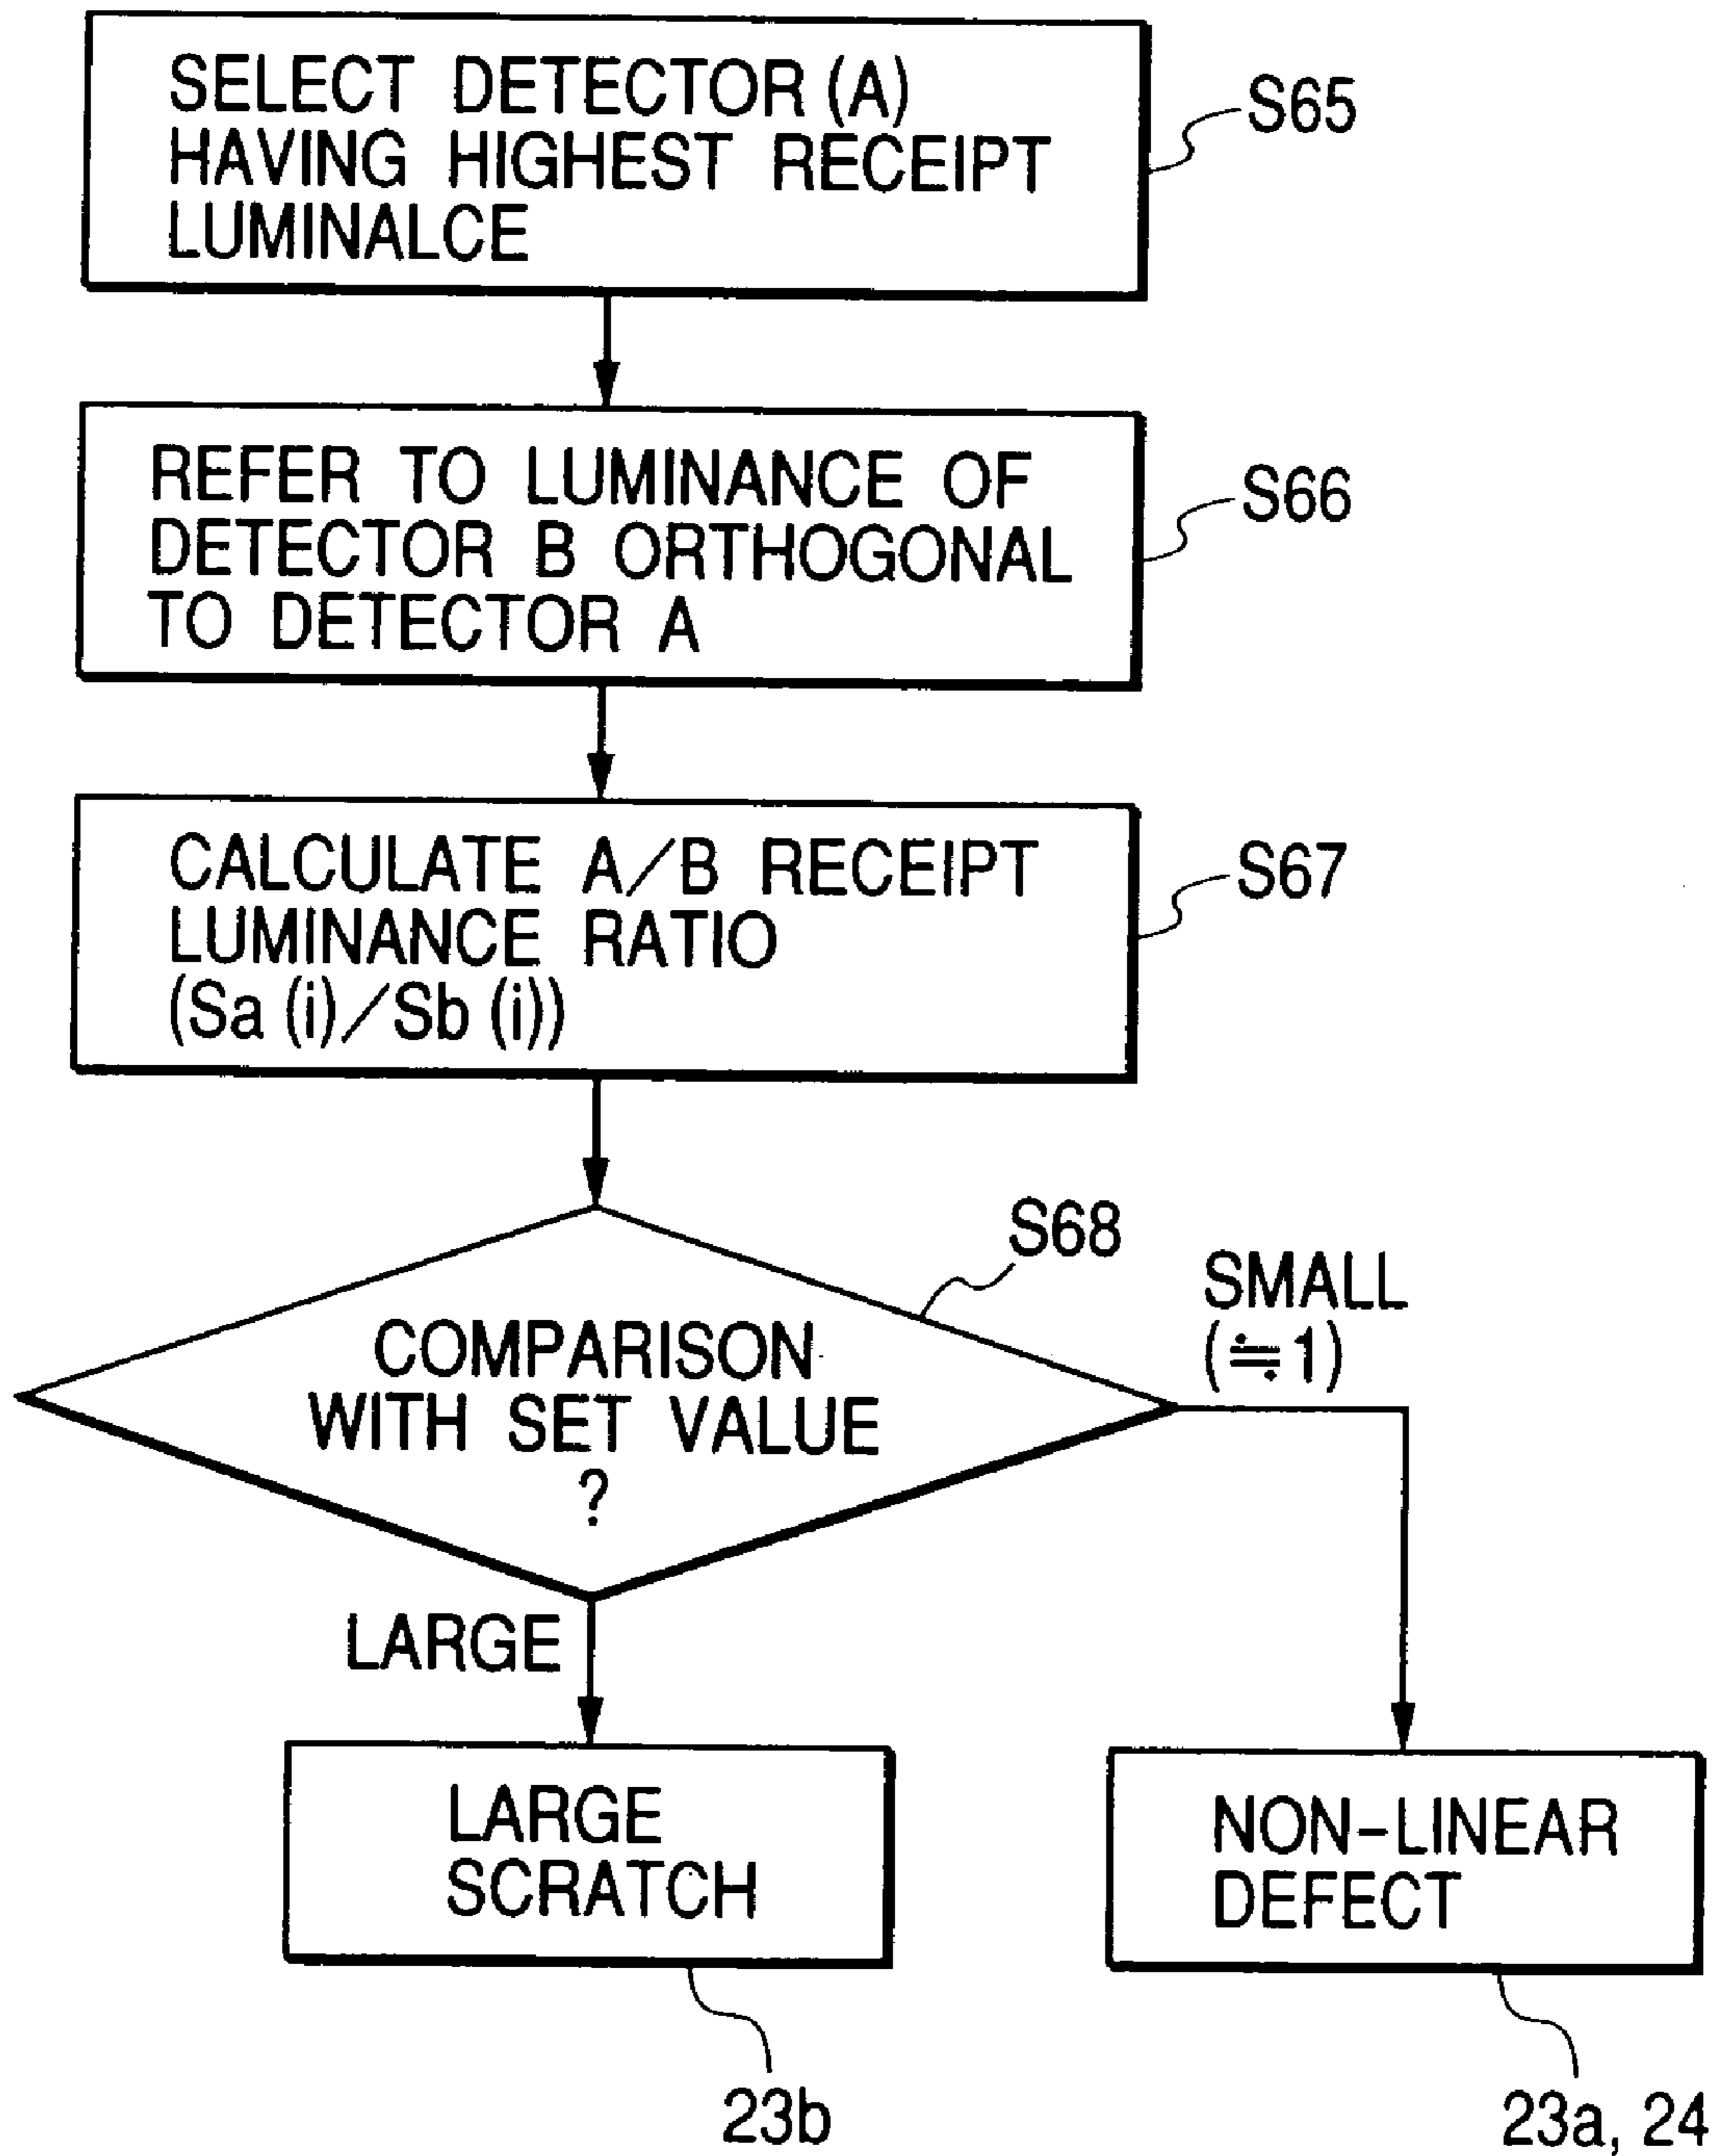 SELECT DETECTOR (A)
HAVING HIGHEST RECEIPT
LUMINALCE
S65
REFER TO LUMINANCE OF
DETECTOR B ORTHOGONAL
TO DETECTOR A
S66
CALCULATE A/B RECEIPT
LUMINANCE RATIO
(Sa (i)/Sb (i))
S67
S68
COMPARISON
WITH SET VALUE
?
SMALL
(≒1)
LARGE
LARGE
SCRATCH
NON-LINEAR
DEFECT
23b
23a, 24